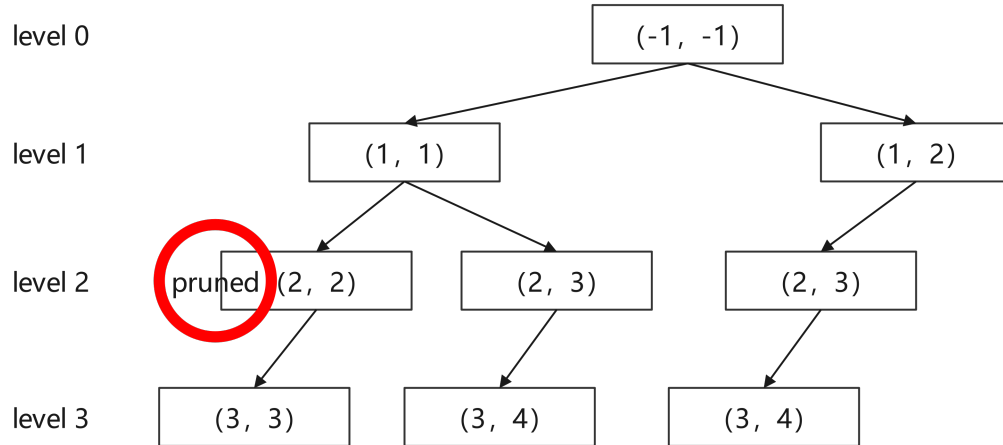 level 0
(-1, -1)
level 1
(1, 1)
(1, 2)
level 2
pruned
(2, 2)
(2, 3)
(2, 3)
level 3
(3, 3)
(3, 4)
(3, 4)